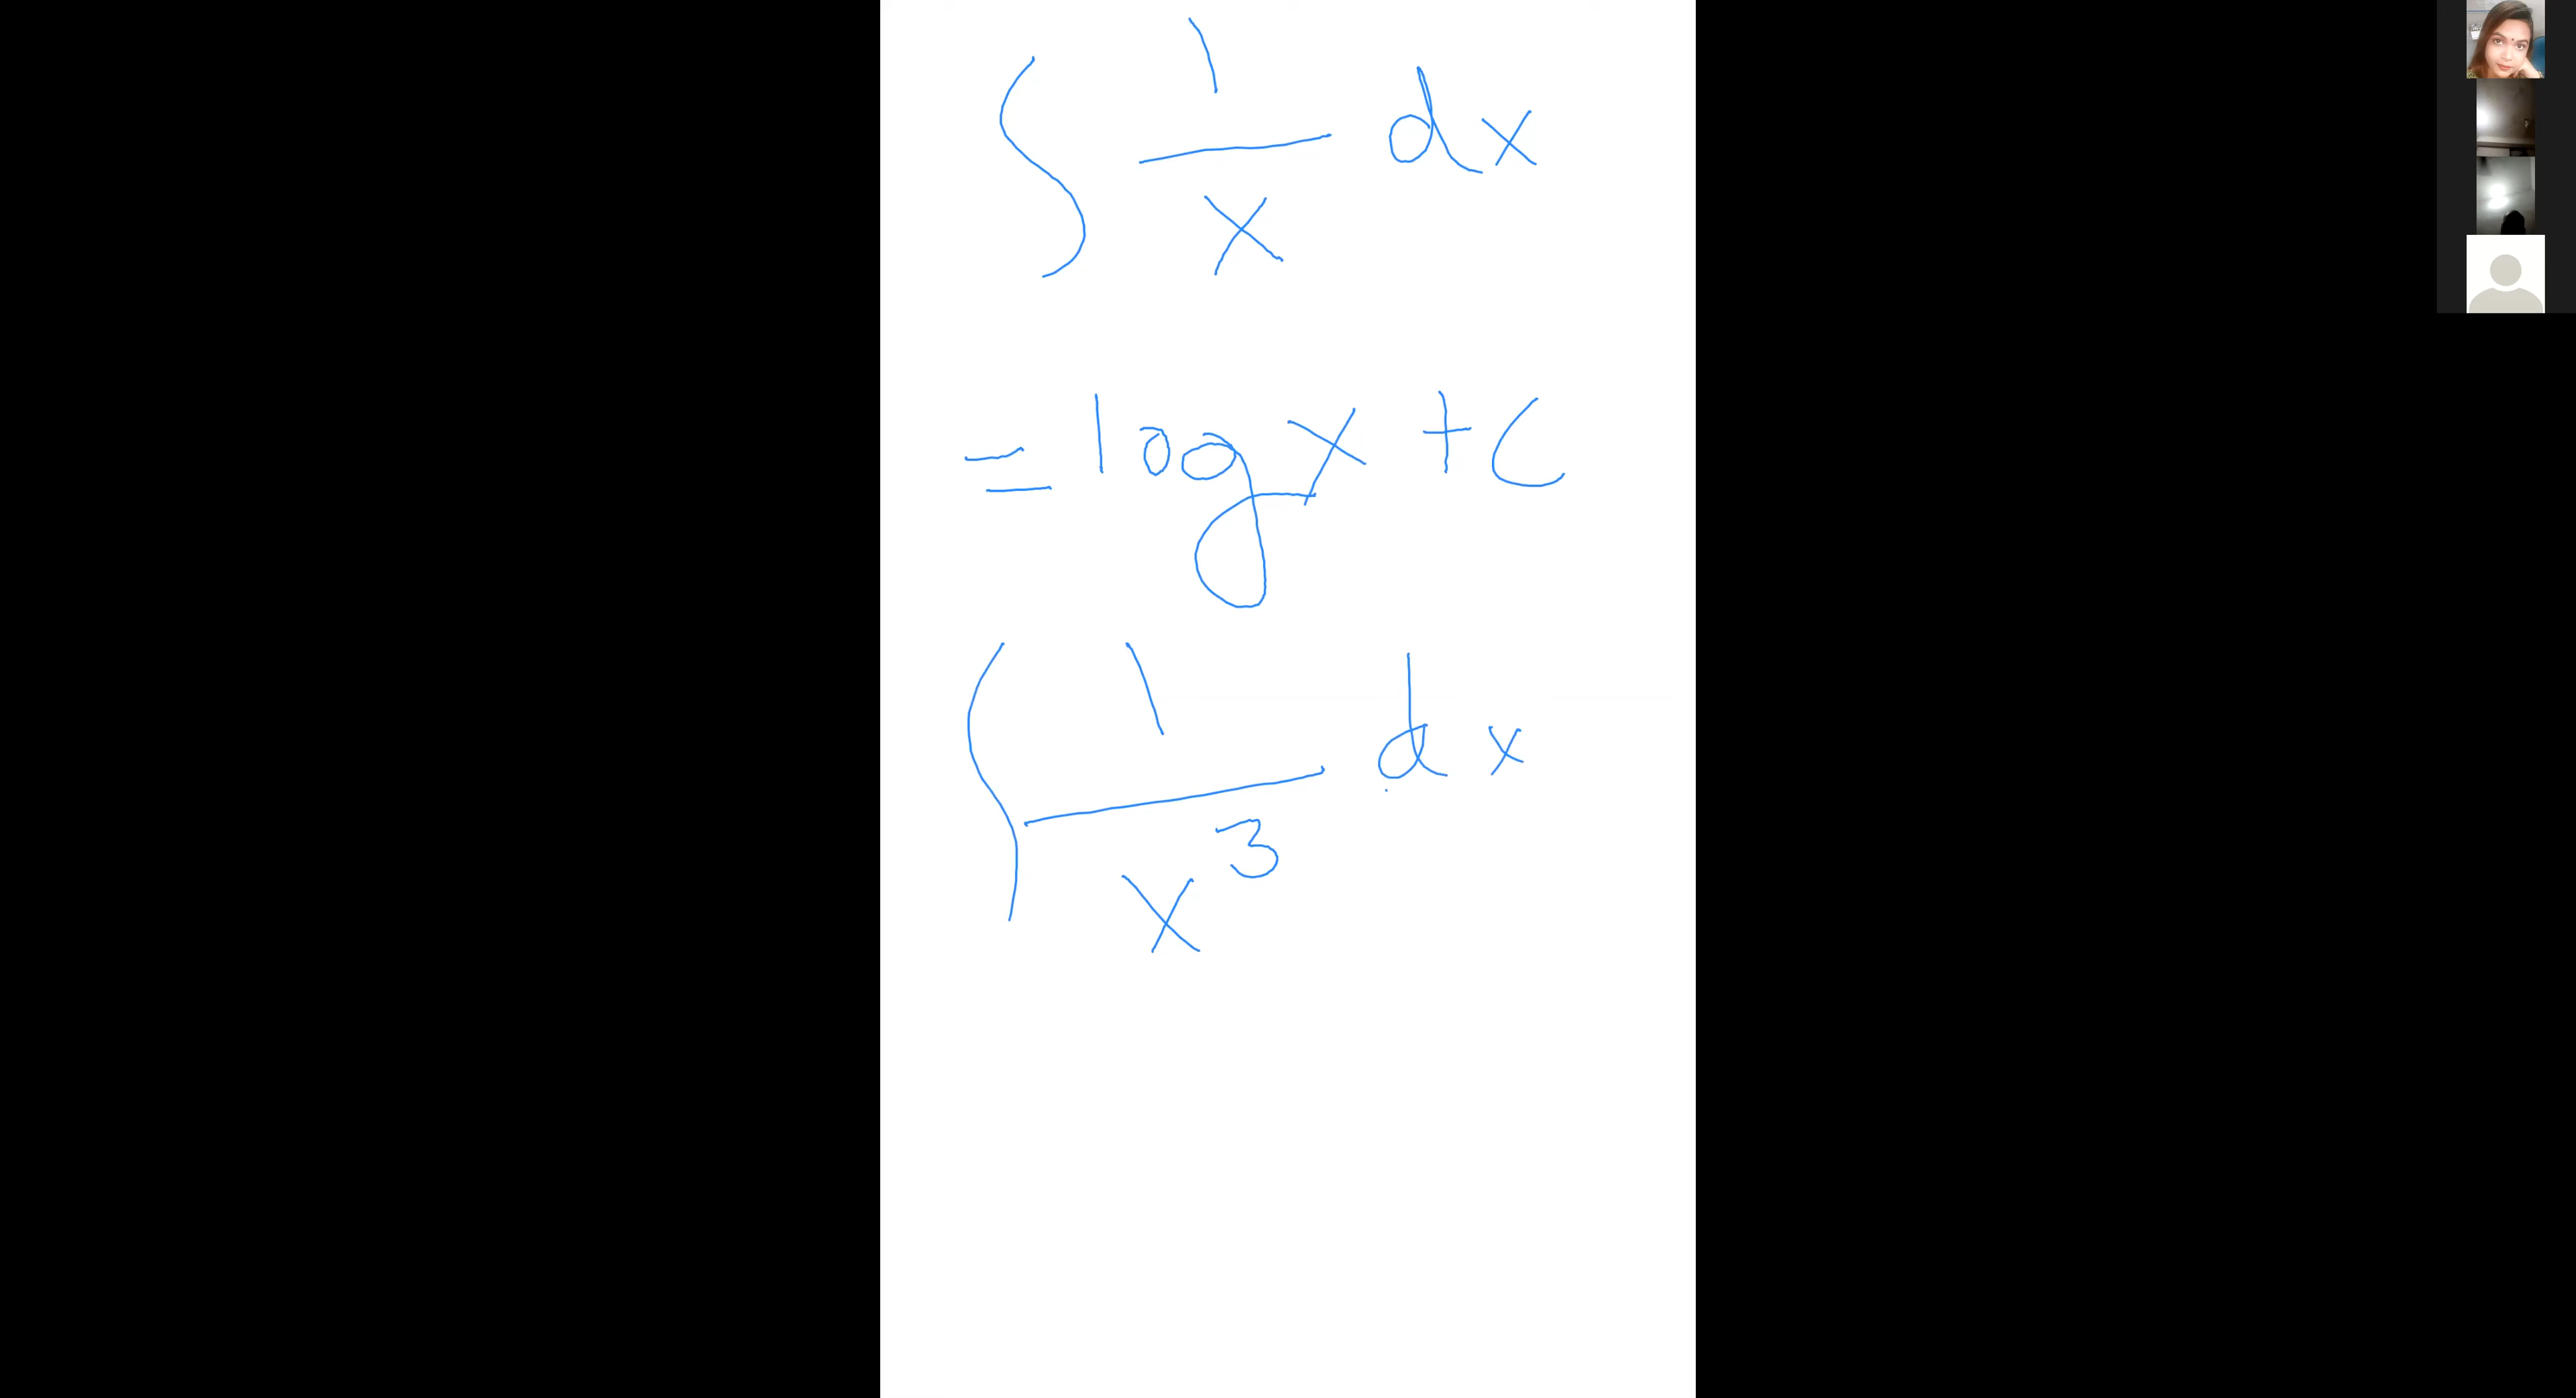 ∫ 1/x dx
= log x + c
∫ 1/x³ dx